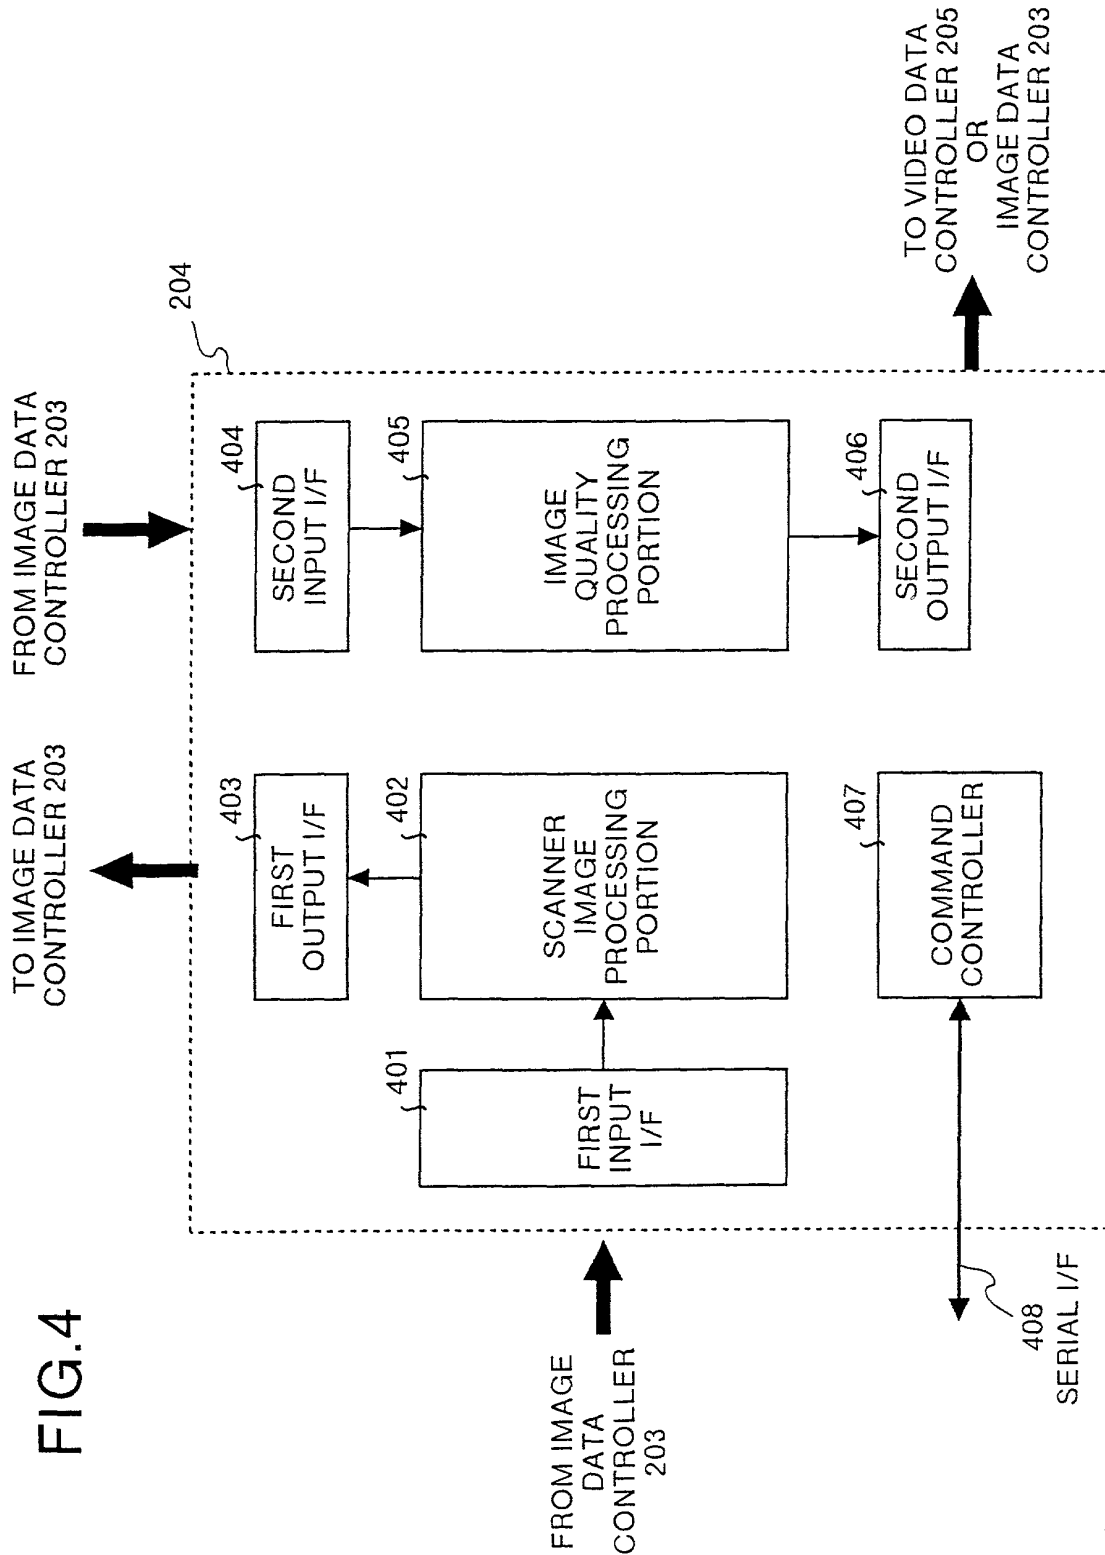 FIG.4
TO IMAGE DATA
CONTROLLER 203
FROM IMAGE DATA
CONTROLLER 203
204
403
FIRST
OUTPUT I/F
404
SECOND
INPUT I/F
FROM IMAGE
DATA
CONTROLLER
203
401
FIRST
INPUT
I/F
402
SCANNER
IMAGE
PROCESSING
PORTION
405
IMAGE
QUALITY
PROCESSING
PORTION
407
COMMAND
CONTROLLER
406
SECOND
OUTPUT I/F
408
SERIAL I/F
TO VIDEO DATA
CONTROLLER 205
OR
IMAGE DATA
CONTROLLER 203